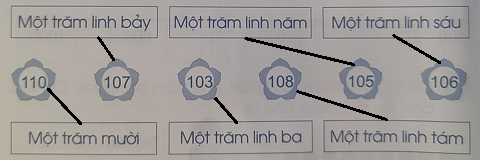 Một trăm linh bảy Một trăm linh năm Một trăm linh sáu
110 107 103 108 105 106
Một trăm mười Một trăm linh ba Một trăm linh tám